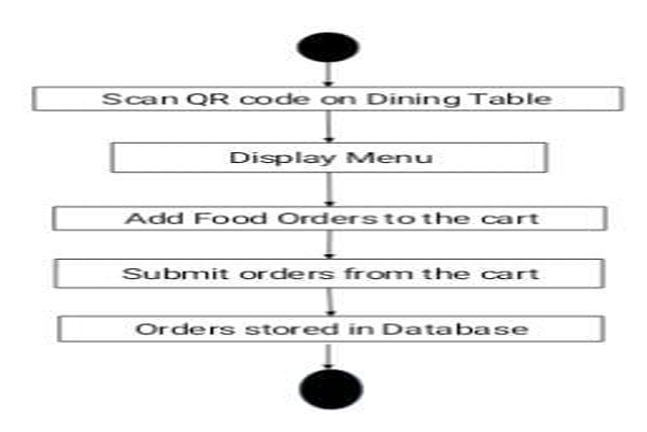 Scan QR code on Dining Table
Display Menu
Add Food Orders to the cart
Submit orders from the cart
Orders stored in Database